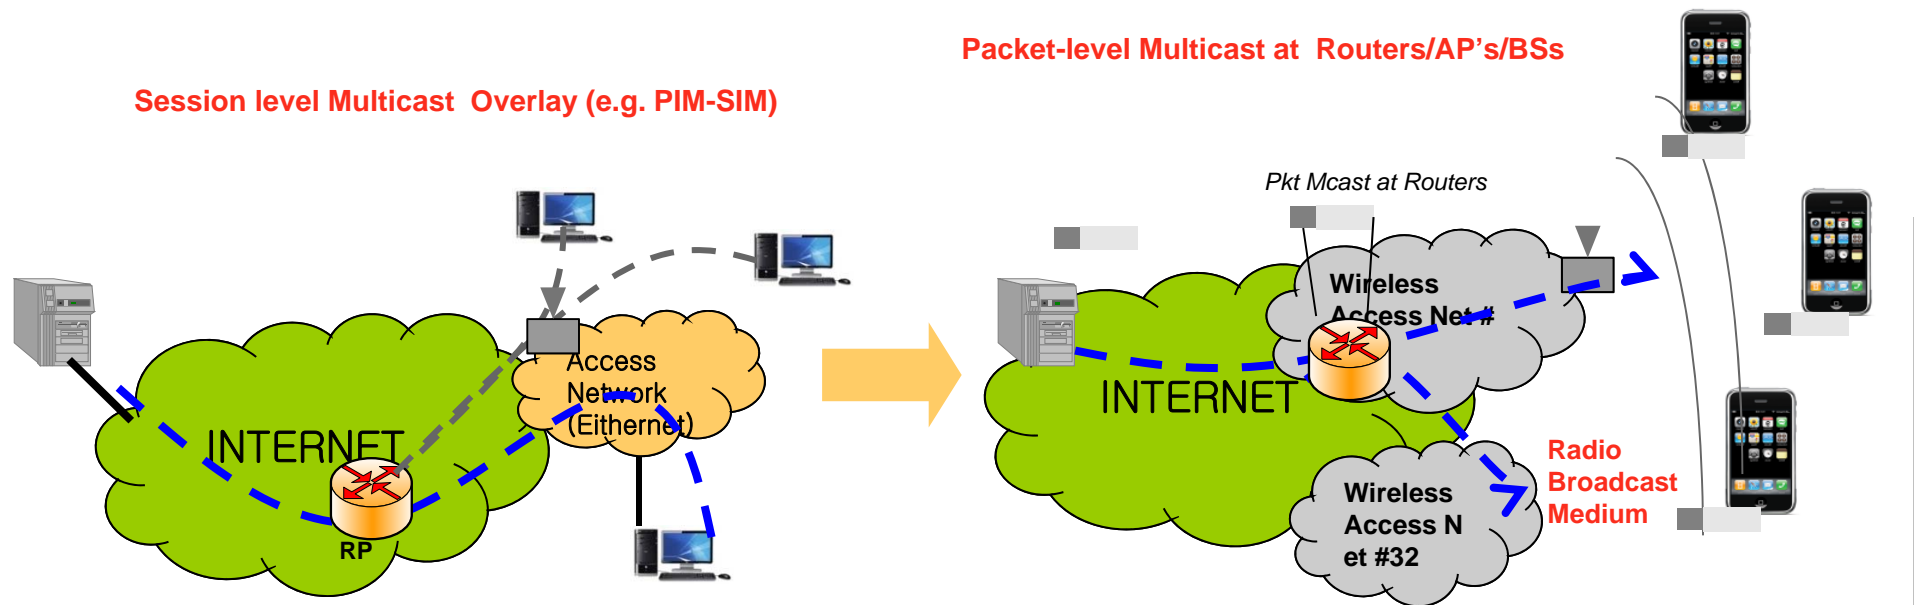 Packet-level Multicast at Routers/AP's/BSs
Session level Multicast Overlay (e.g. PIM-SIM)
Pkt Mcast at Routers
Access
Network
(Eithernet)
INTERNET
RP
Wireless
Access Net #
INTERNET
Wireless
Access N
et #32
Radio
Broadcast
Medium